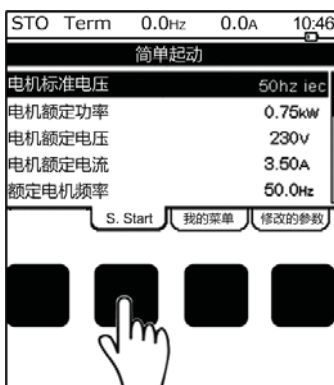 STO Term 0.0Hz 0.0A 10:46
简单起动
电机标准电压 50hz iec
电机额定功率 0.75kW
电机额定电压 230v
电机额定电流 3.50A
额定电机频率 50.0Hz
S. Start 我的菜单 修改的参数